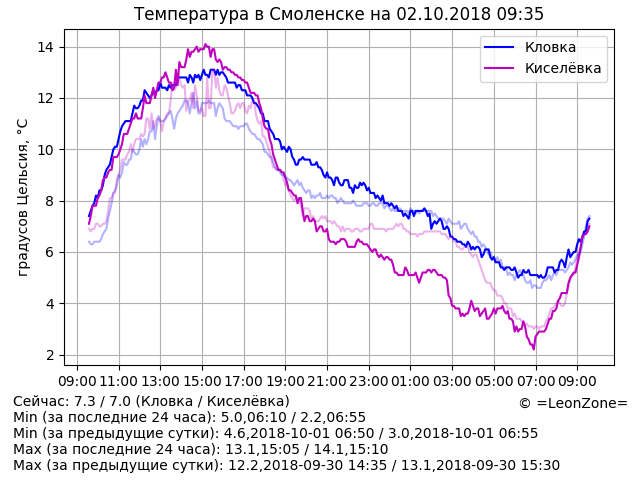 Температура в Смоленске на 02.10.2018 09:35
градусов Цельсия, °C
14
12
10
8
6
4
2
Кловка
Киселёвка
09:00 11:00 13:00 15:00 17:00 19:00 21:00 23:00 01:00 03:00 05:00 07:00 09:00
Сейчас: 7.3 / 7.0 (Кловка / Киселёвка)
© =LeonZone=
Min (за последние 24 часа): 5.0,06:10 / 2.2,06:55
Min (за предыдущие сутки): 4.6,2018-10-01 06:50 / 3.0,2018-10-01 06:55
Max (за последние 24 часа): 13.1,15:05 / 14.1,15:10
Max (за предыдущие сутки): 12.2,2018-09-30 14:35 / 13.1,2018-09-30 15:30